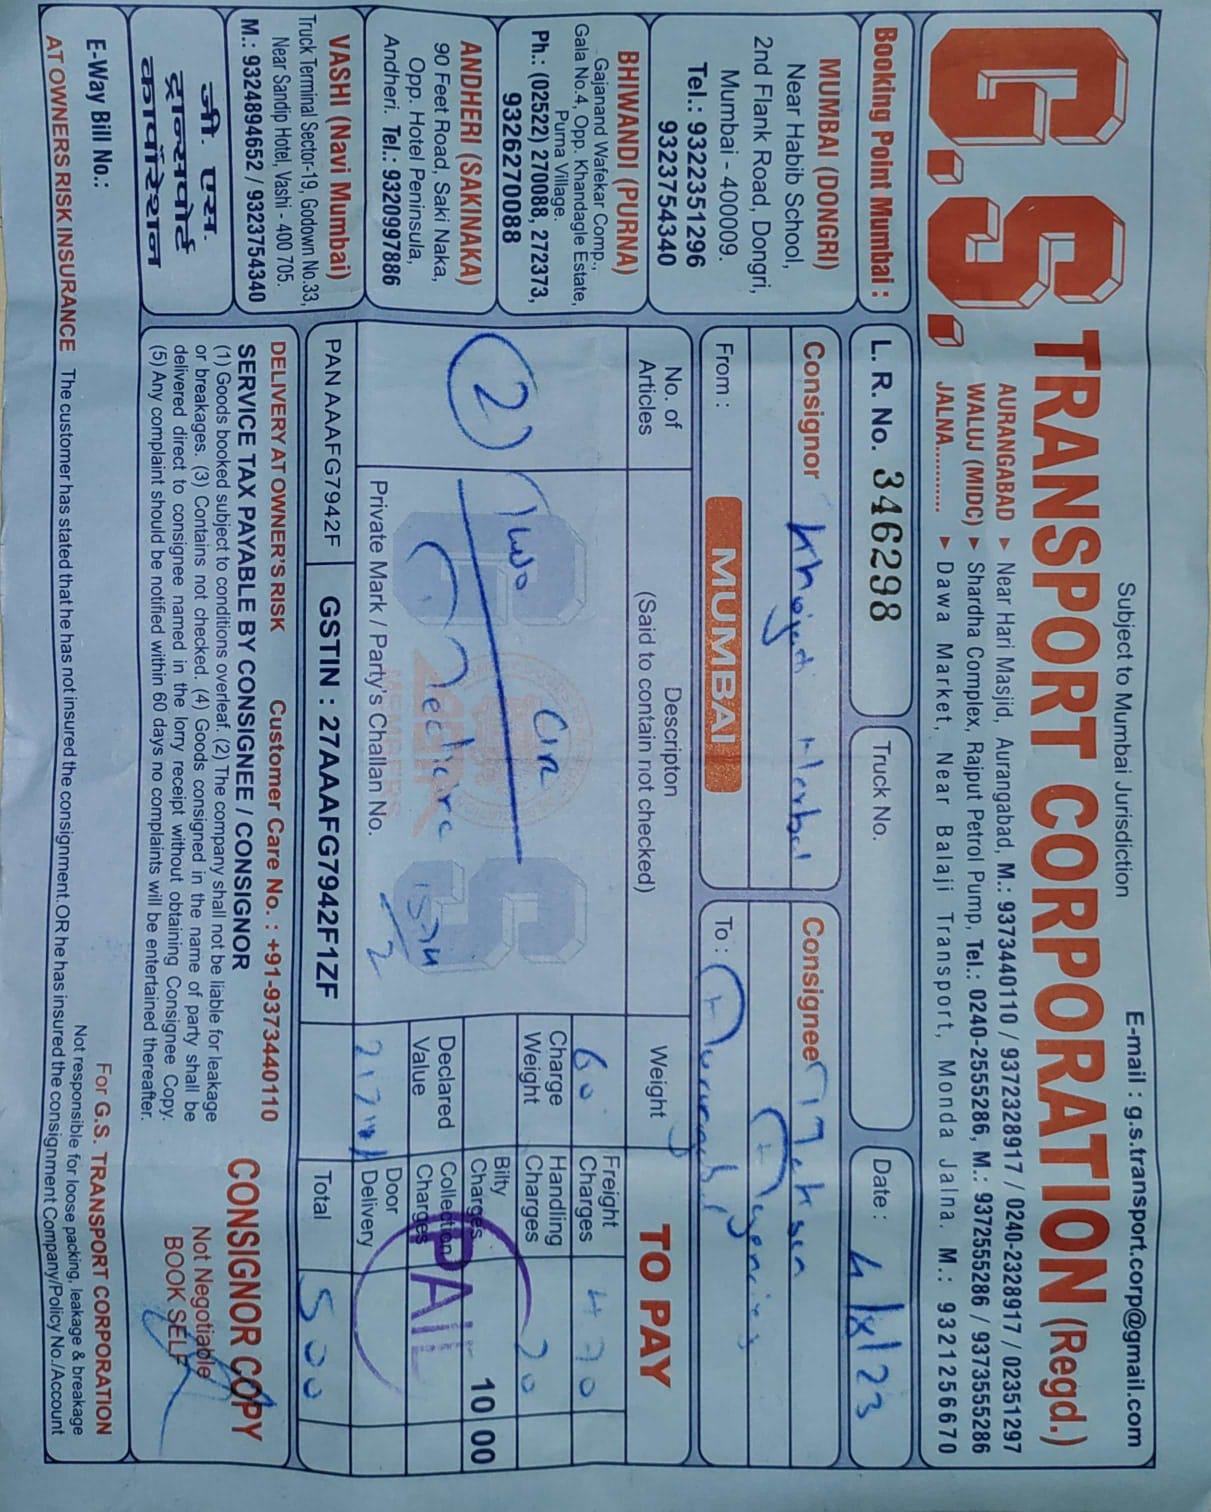 Subject to Mumbai Jurisdiction
E-mail : g.s.transport.corp@gmail.com
G.S. TRANSPORT CORPORATION (Regd.)
AURANGABAD ► Near Hari Masjid, Aurangabad, M.: 9373440110 / 9372328917 / 0240-2328917 / 02351297
WALUJ (MIDC) ► Shardha Complex, Rajput Petrol Pump, Tel.: 0240-2555286, M.: 9372555286 / 9373555286
JALNA.......... ► Dawa Market, Near Balaji Transport, Monda Jalna. M.: 9321256670
Booking Point Mumbai :
L. R. No. 346298
Truck No.
Date : 4/8/23
MUMBAI (DONGRI)
Near Habib School,
2nd Flank Road, Dongri,
Mumbai - 400009.
Tel.: 9322351296
9323754340
BHIWANDI (PURNA)
Gajanand Wafekar Comp.,
Gala No.4, Opp. Khandagle Estate,
Purna Village.
Ph.: (02522) 270088, 272373,
9326270088
ANDHERI (SAKINAKA)
90 Feet Road, Saki Naka,
Opp. Hotel Peninsula,
Andheri. Tel.: 9320997886
VASHI (Navi Mumbai)
Truck Terminal Sector-19, Godown No.33,
Near Sandip Hotel, Vashi - 400 705.
M.: 9324894652 / 9323754340
जी. एस.
ट्रान्सपोर्ट
कार्पोरेशन
Consignor Herbal
Consignee
Agencies
From : MUMBAI
To :
No. of
Articles
Descripton
(Said to contain not checked)
Weight
TO PAY
2
Two
60
Charge
Weight
Declared
Value
Freight
Charges
470
Handling
Charges
20
Bilty
Charges
10 00
Collection
Charges
Door
Delivery
PAID
G S
Private Mark / Party's Challan No.
PAN AAAFG7942F
GSTIN : 27AAAFG7942F1ZF
Total
500
DELIVERY AT OWNER'S RISK
Customer Care No. : +91-9373440110
SERVICE TAX PAYABLE BY CONSIGNEE / CONSIGNOR
(1) Goods booked subject to conditions overleaf. (2) The company shall not be liable for leakage
or breakages. (3) Contains not checked. (4) Goods consigned in the name of party shall be
delivered direct to consignee named in the lorry receipt without obtaining Consignee Copy.
(5) Any complaint should be notified within 60 days no complaints will be entertained thereafter.
CONSIGNOR COPY
Not Negotiable
BOOK SELF
E-Way Bill No.:
For G.S. TRANSPORT CORPORATION
Not responsible for loose packing, leakage & breakage
AT OWNERS RISK INSURANCE The customer has stated that he has not insured the consignment.OR he has insured the consignment Company/Policy No./Account